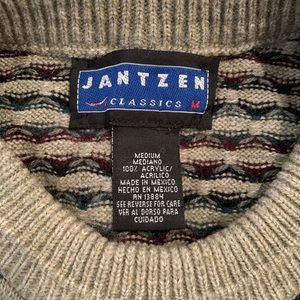 JANTZEN
CLASSICS M
MEDIUM
MEDIANO
100% ACRYLIC/
ACRILICO
MADE IN MEXICO
HECHO EN MEXICO
RN 13884
SEE REVERSE FOR CARE
VER AL DORSO PARA
CUIDADO